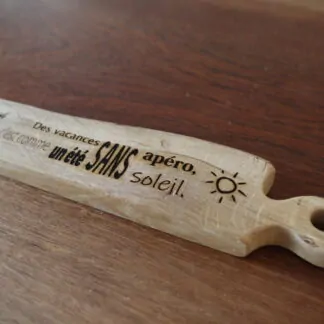 Des vacances SANS apéro,
c'est comme
un été soleil.